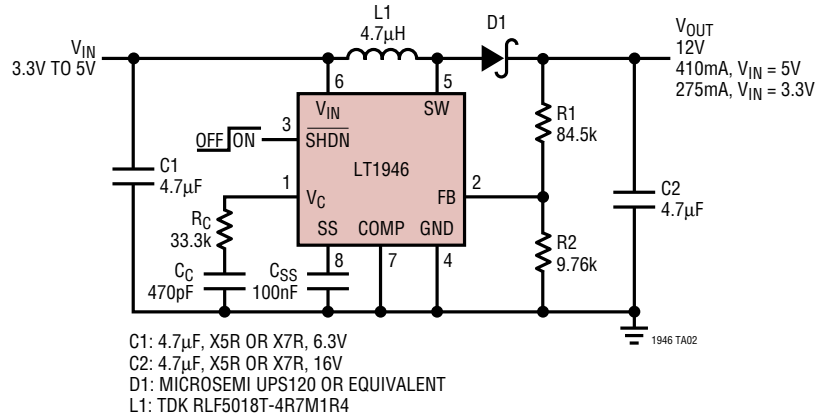 L1
4.7µH
D1
V_IN
3.3V TO 5V
V_OUT
12V
410mA, V_IN = 5V
275mA, V_IN = 3.3V
6
5
V_IN
SW
3
OFF ON
SHDN
LT1946
R1
84.5k
C1
4.7µF
1
V_C
FB
2
C2
4.7µF
R_C
33.3k
SS
COMP
GND
R2
9.76k
8
7
4
C_C
470pF
C_SS
100nF
1946 TA02
C1: 4.7µF, X5R OR X7R, 6.3V
C2: 4.7µF, X5R OR X7R, 16V
D1: MICROSEMI UPS120 OR EQUIVALENT
L1: TDK RLF5018T-4R7M1R4